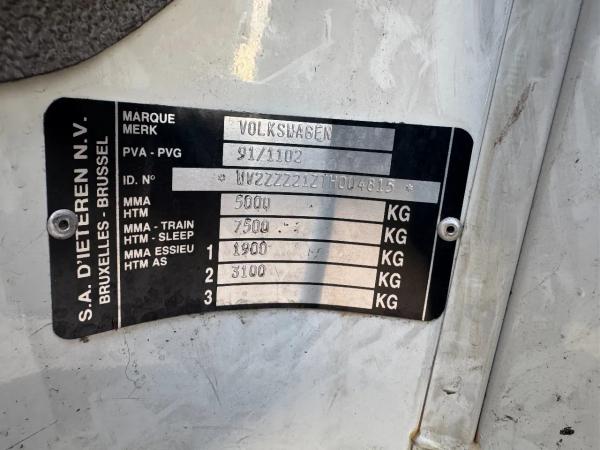 S.A. D'IETEREN N.V.
BRUXELLES - BRUSSEL
MARQUE
MERK
VOLKSWAGEN
PVA - PVG
91/1102
ID. N°
MMA
HTM
5000
KG
MMA - TRAIN
HTM - SLEEP
7500
KG
MMA ESSIEU
HTM AS
1 1900 KG
2 3100 KG
3 KG